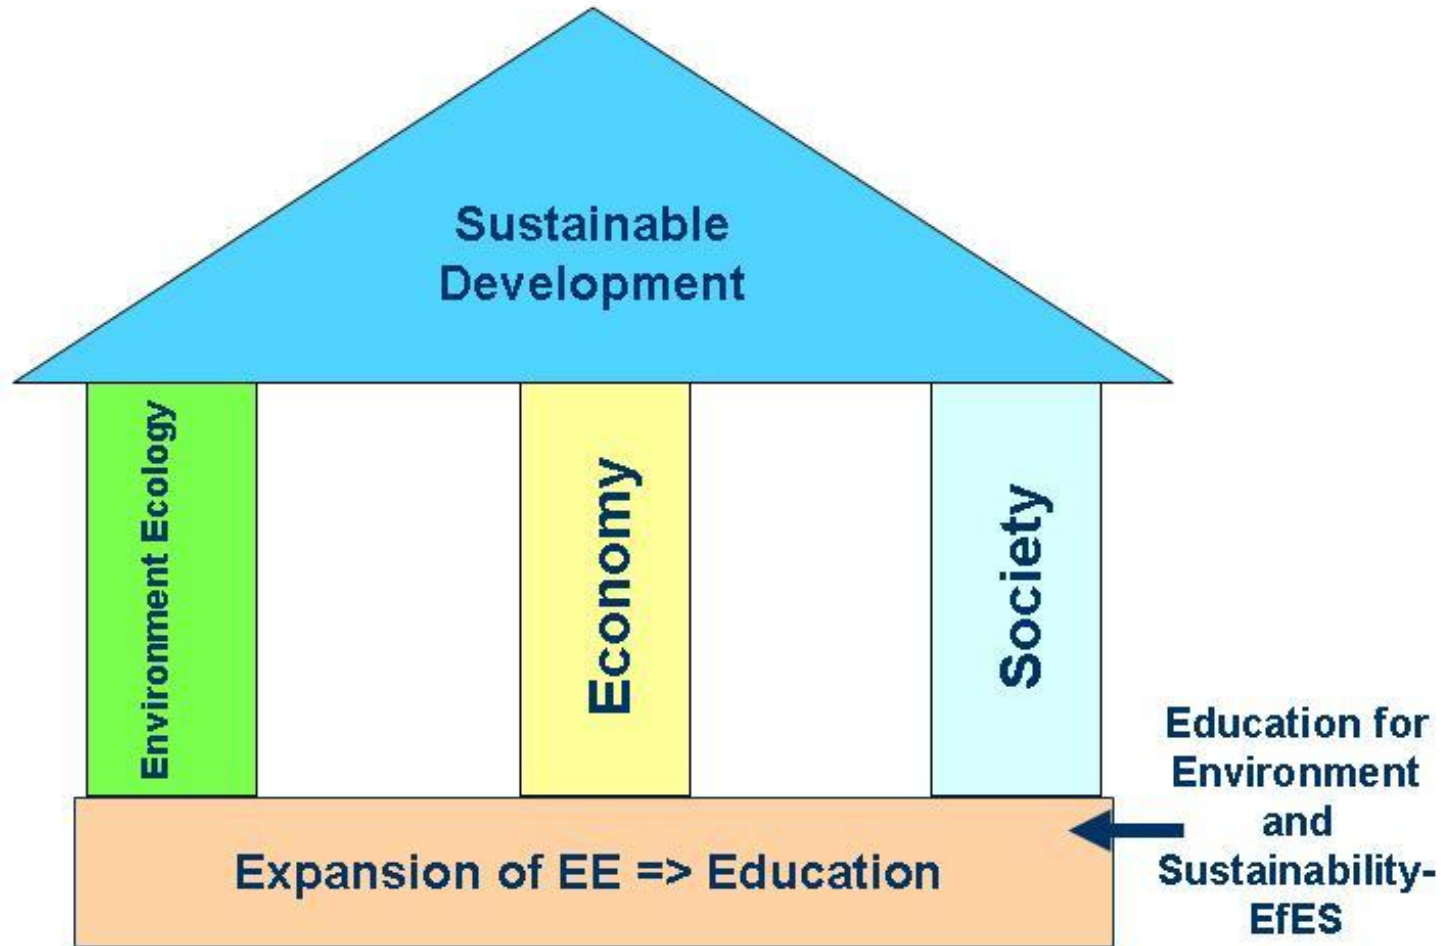 Sustainable
Development
Environment Ecology
Economy
Society
Expansion of EE => Education
Education for
Environment
and
Sustainability-
EfES